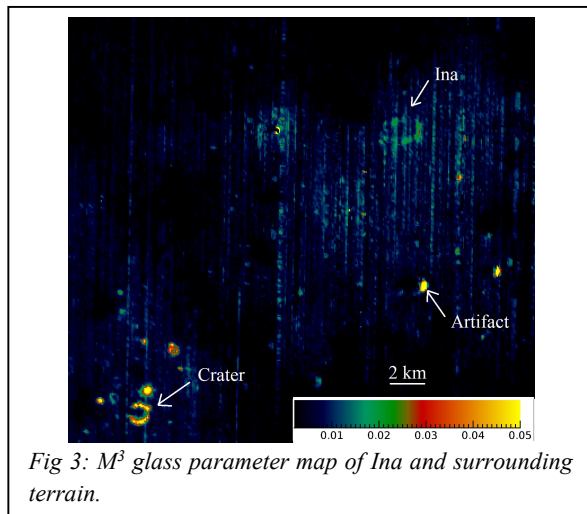 Ina
Artifact
2 km
Crater
0.01 0.02 0.03 0.04 0.05
Fig 3: M³ glass parameter map of Ina and surrounding
terrain.